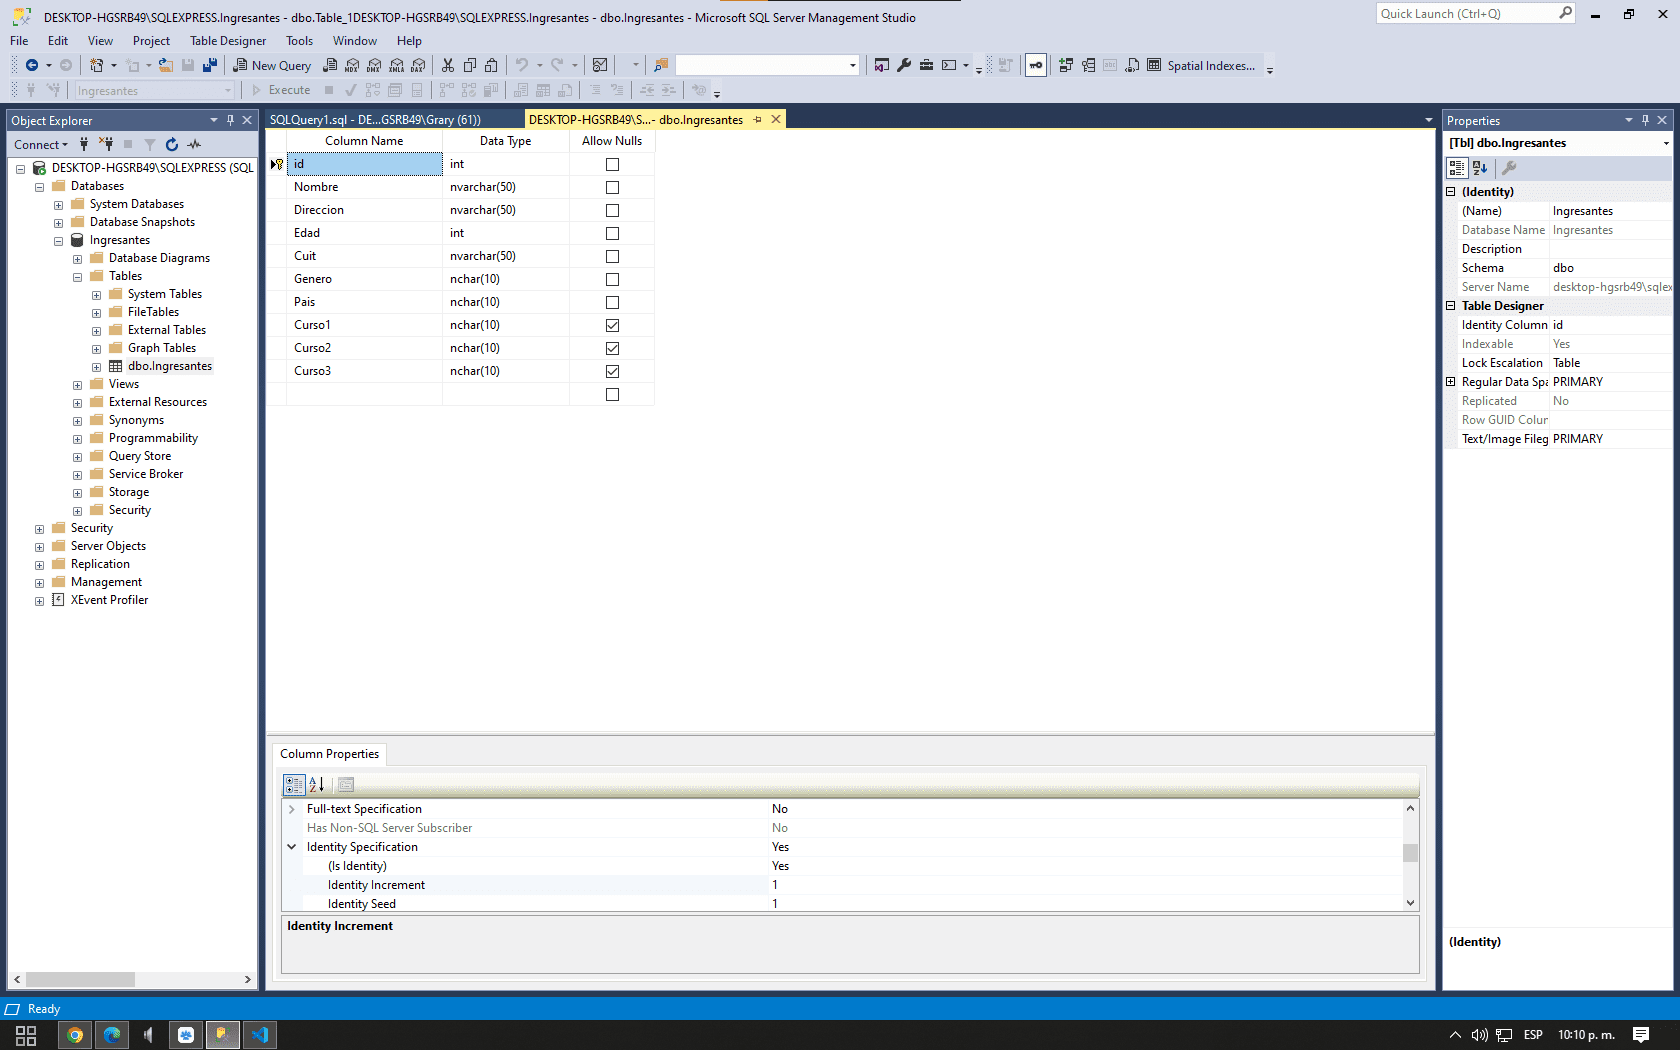 DESKTOP-HGSRB49\SQLEXPRESS.Ingresantes - dbo.Table_1DESKTOP-HGSRB49\SQLEXPRESS.Ingresantes - dbo.Ingresantes - Microsoft SQL Server Management Studio
Quick Launch (Ctrl+Q)
File Edit View Project Table Designer Tools Window Help
New Query MDX DMX XMLA DAX Spatial Indexes...
Ingresantes Execute
Object Explorer
Connect
DESKTOP-HGSRB49\SQLEXPRESS (SQL
Databases
System Databases
Database Snapshots
Ingresantes
Database Diagrams
Tables
System Tables
FileTables
External Tables
Graph Tables
dbo.Ingresantes
Views
External Resources
Synonyms
Programmability
Query Store
Service Broker
Storage
Security
Security
Server Objects
Replication
Management
XEvent Profiler
SQLQuery1.sql - DE...GSRB49\Grary (61))
DESKTOP-HGSRB49\S...- dbo.Ingresantes
Column Name Data Type Allow Nulls
id int
Nombre nvarchar(50)
Direccion nvarchar(50)
Edad int
Cuit nvarchar(50)
Genero nchar(10)
Pais nchar(10)
Curso1 nchar(10)
Curso2 nchar(10)
Curso3 nchar(10)
Column Properties
Full-text Specification No
Has Non-SQL Server Subscriber No
Identity Specification Yes
(Is Identity) Yes
Identity Increment 1
Identity Seed 1
Identity Increment
Properties
[Tbl] dbo.Ingresantes
(Identity)
(Name) Ingresantes
Database Name Ingresantes
Description
Schema dbo
Server Name desktop-hgsrb49\sqlex
Table Designer
Identity Column id
Indexable Yes
Lock Escalation Table
Regular Data Spa PRIMARY
Replicated No
Row GUID Colur
Text/Image Fileg PRIMARY
(Identity)
Ready
ESP 10:10 p. m.